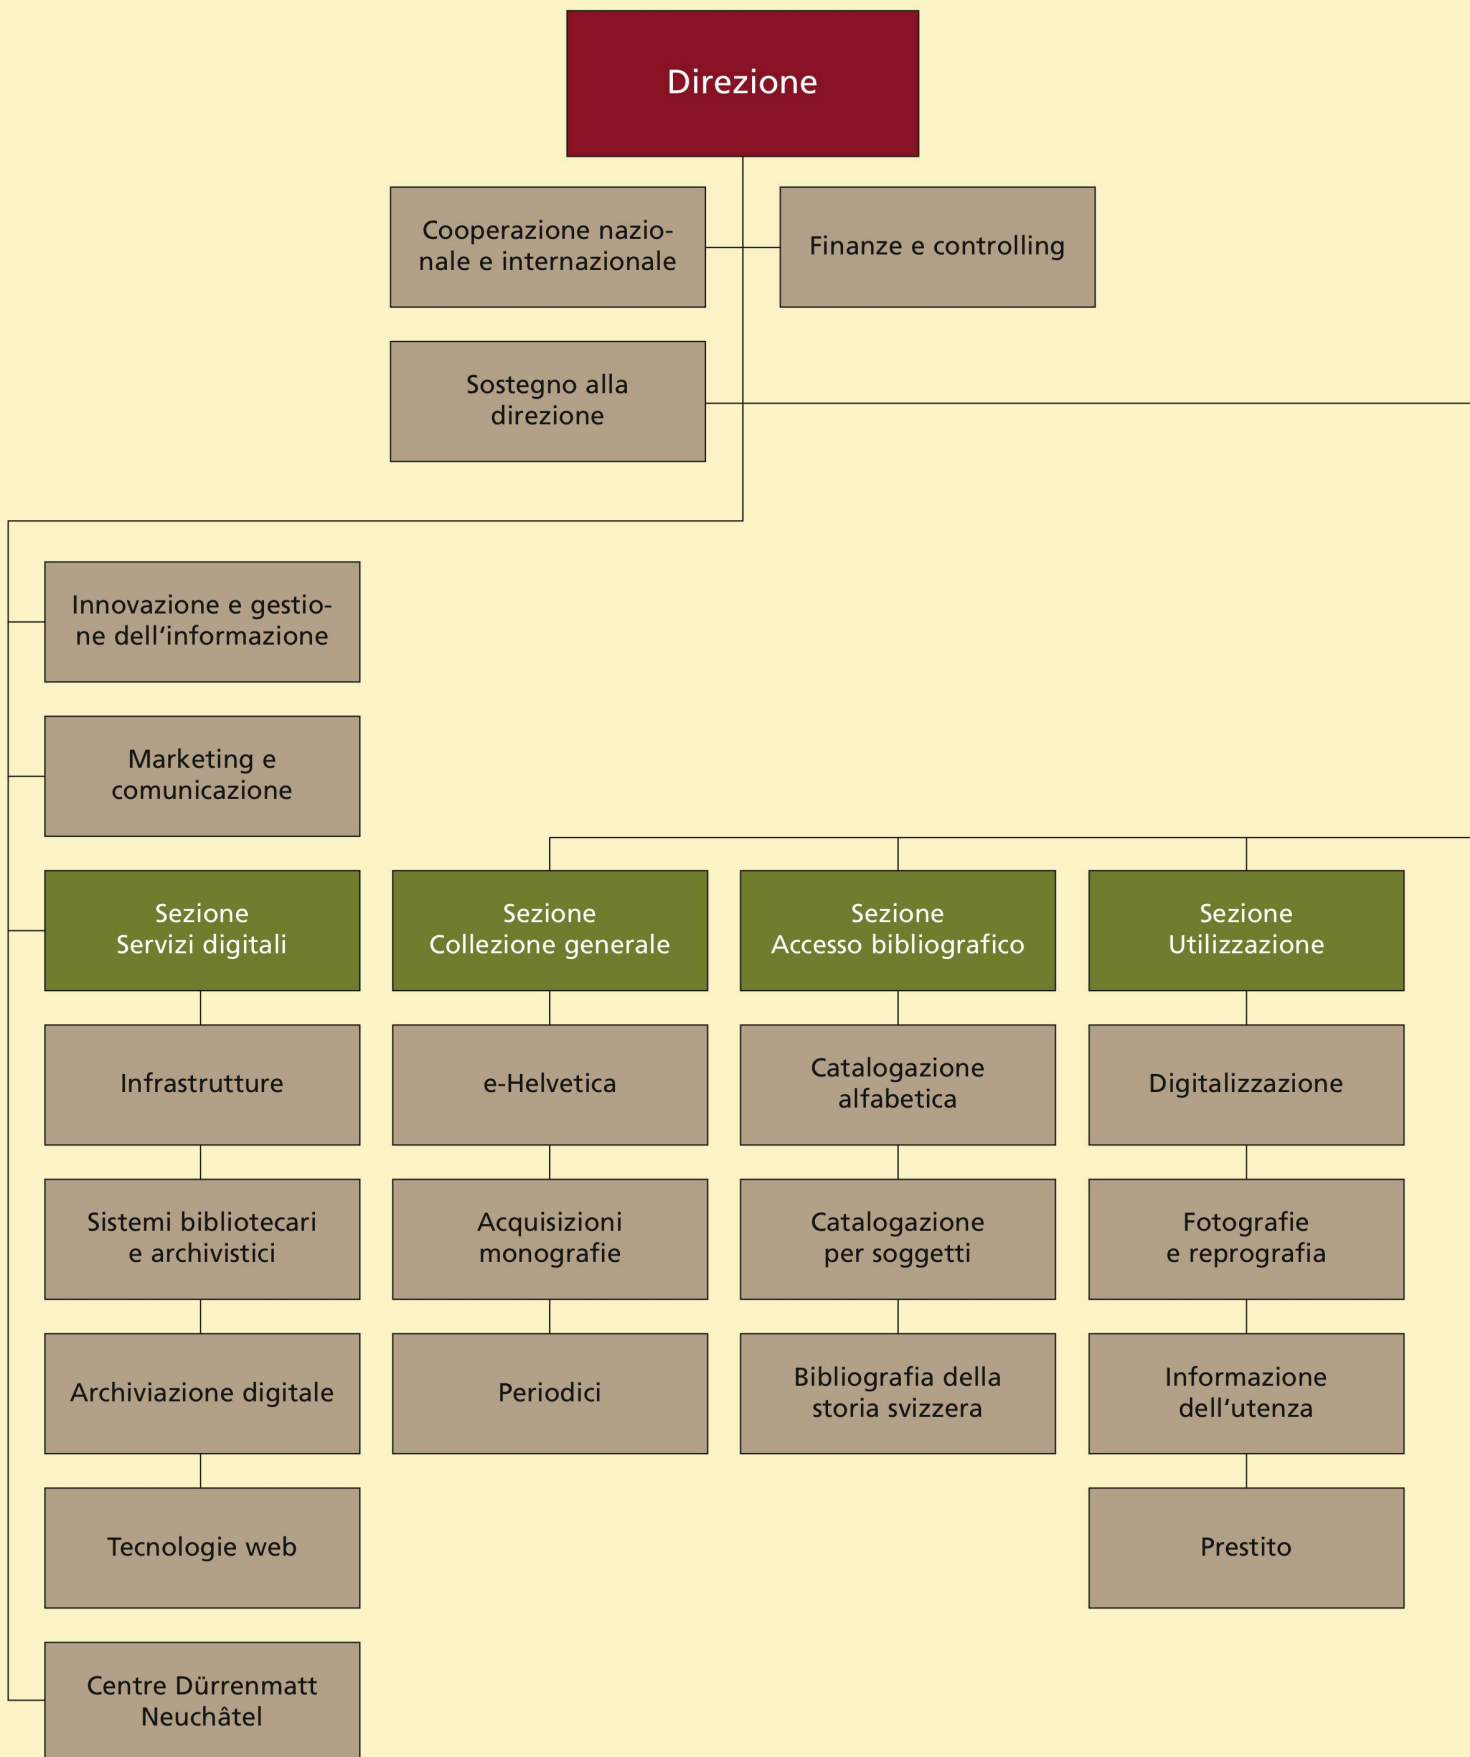 Direzione
Cooperazione nazio-
nale e internazionale
Finanze e controlling
Sostegno alla
direzione
Innovazione e gestio-
ne dell‘informazione
Marketing e
comunicazione
Sezione
Servizi digitali
Infrastrutture
Sistemi bibliotecari
e archivistici
Archiviazione digitale
Tecnologie web
Centre Dürrenmatt
Neuchâtel
Sezione
Collezione generale
e-Helvetica
Acquisizioni
monografie
Periodici
Sezione
Accesso bibliografico
Catalogazione
alfabetica
Catalogazione
per soggetti
Bibliografia della
storia svizzera
Sezione
Utilizzazione
Digitalizzazione
Fotografie
e reprografia
Informazione
dell‘utenza
Prestito